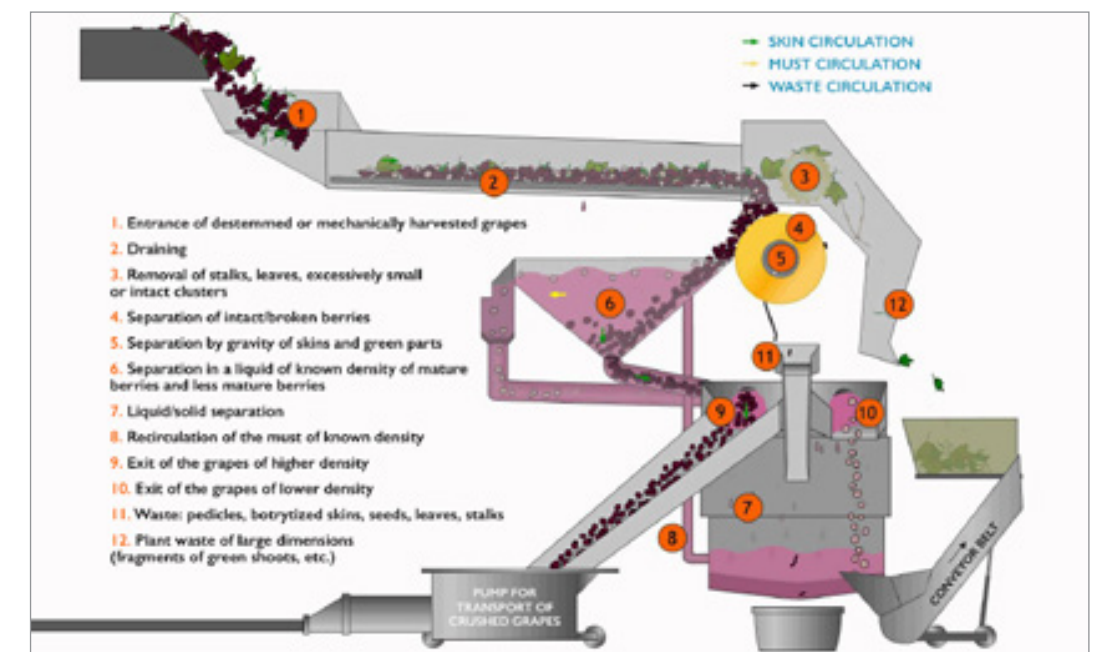 SKIN CIRCULATION
MUST CIRCULATION
WASTE CIRCULATION
1
2
3
4
5
6
12
11
9
10
7
8
1. Entrance of destemmed or mechanically harvested grapes
2. Draining
3. Removal of stalks, leaves, excessively small
or intact clusters
4. Separation of intact/broken berries
5. Separation by gravity of skins and green parts
6. Separation in a liquid of known density of mature
berries and less mature berries
7. Liquid/solid separation
8. Recirculation of the must of known density
9. Exit of the grapes of higher density
10. Exit of the grapes of lower density
11. Waste: pedicles, botrytized skins, seeds, leaves, stalks
12. Plant waste of large dimensions
(fragments of green shoots, etc.)
PUMP FOR
TRANSPORT OF
CRUSHED GRAPES
CONVEYOR BELT